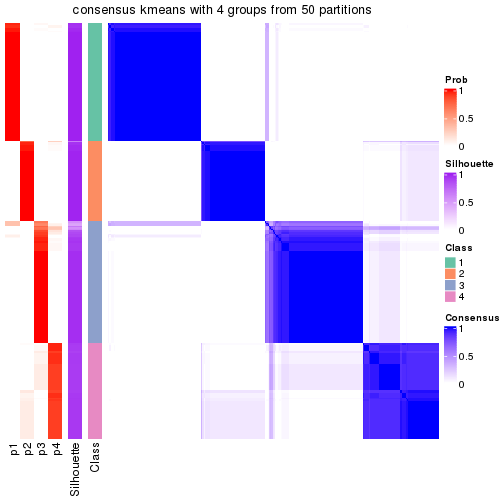 consensus kmeans with 4 groups from 50 partitions
Prob
1
0.5
0
Silhouette
1
0.5
0
Class
1
2
3
4
Consensus
1
0.5
0
p1
p2
p3
p4
Silhouette
Class